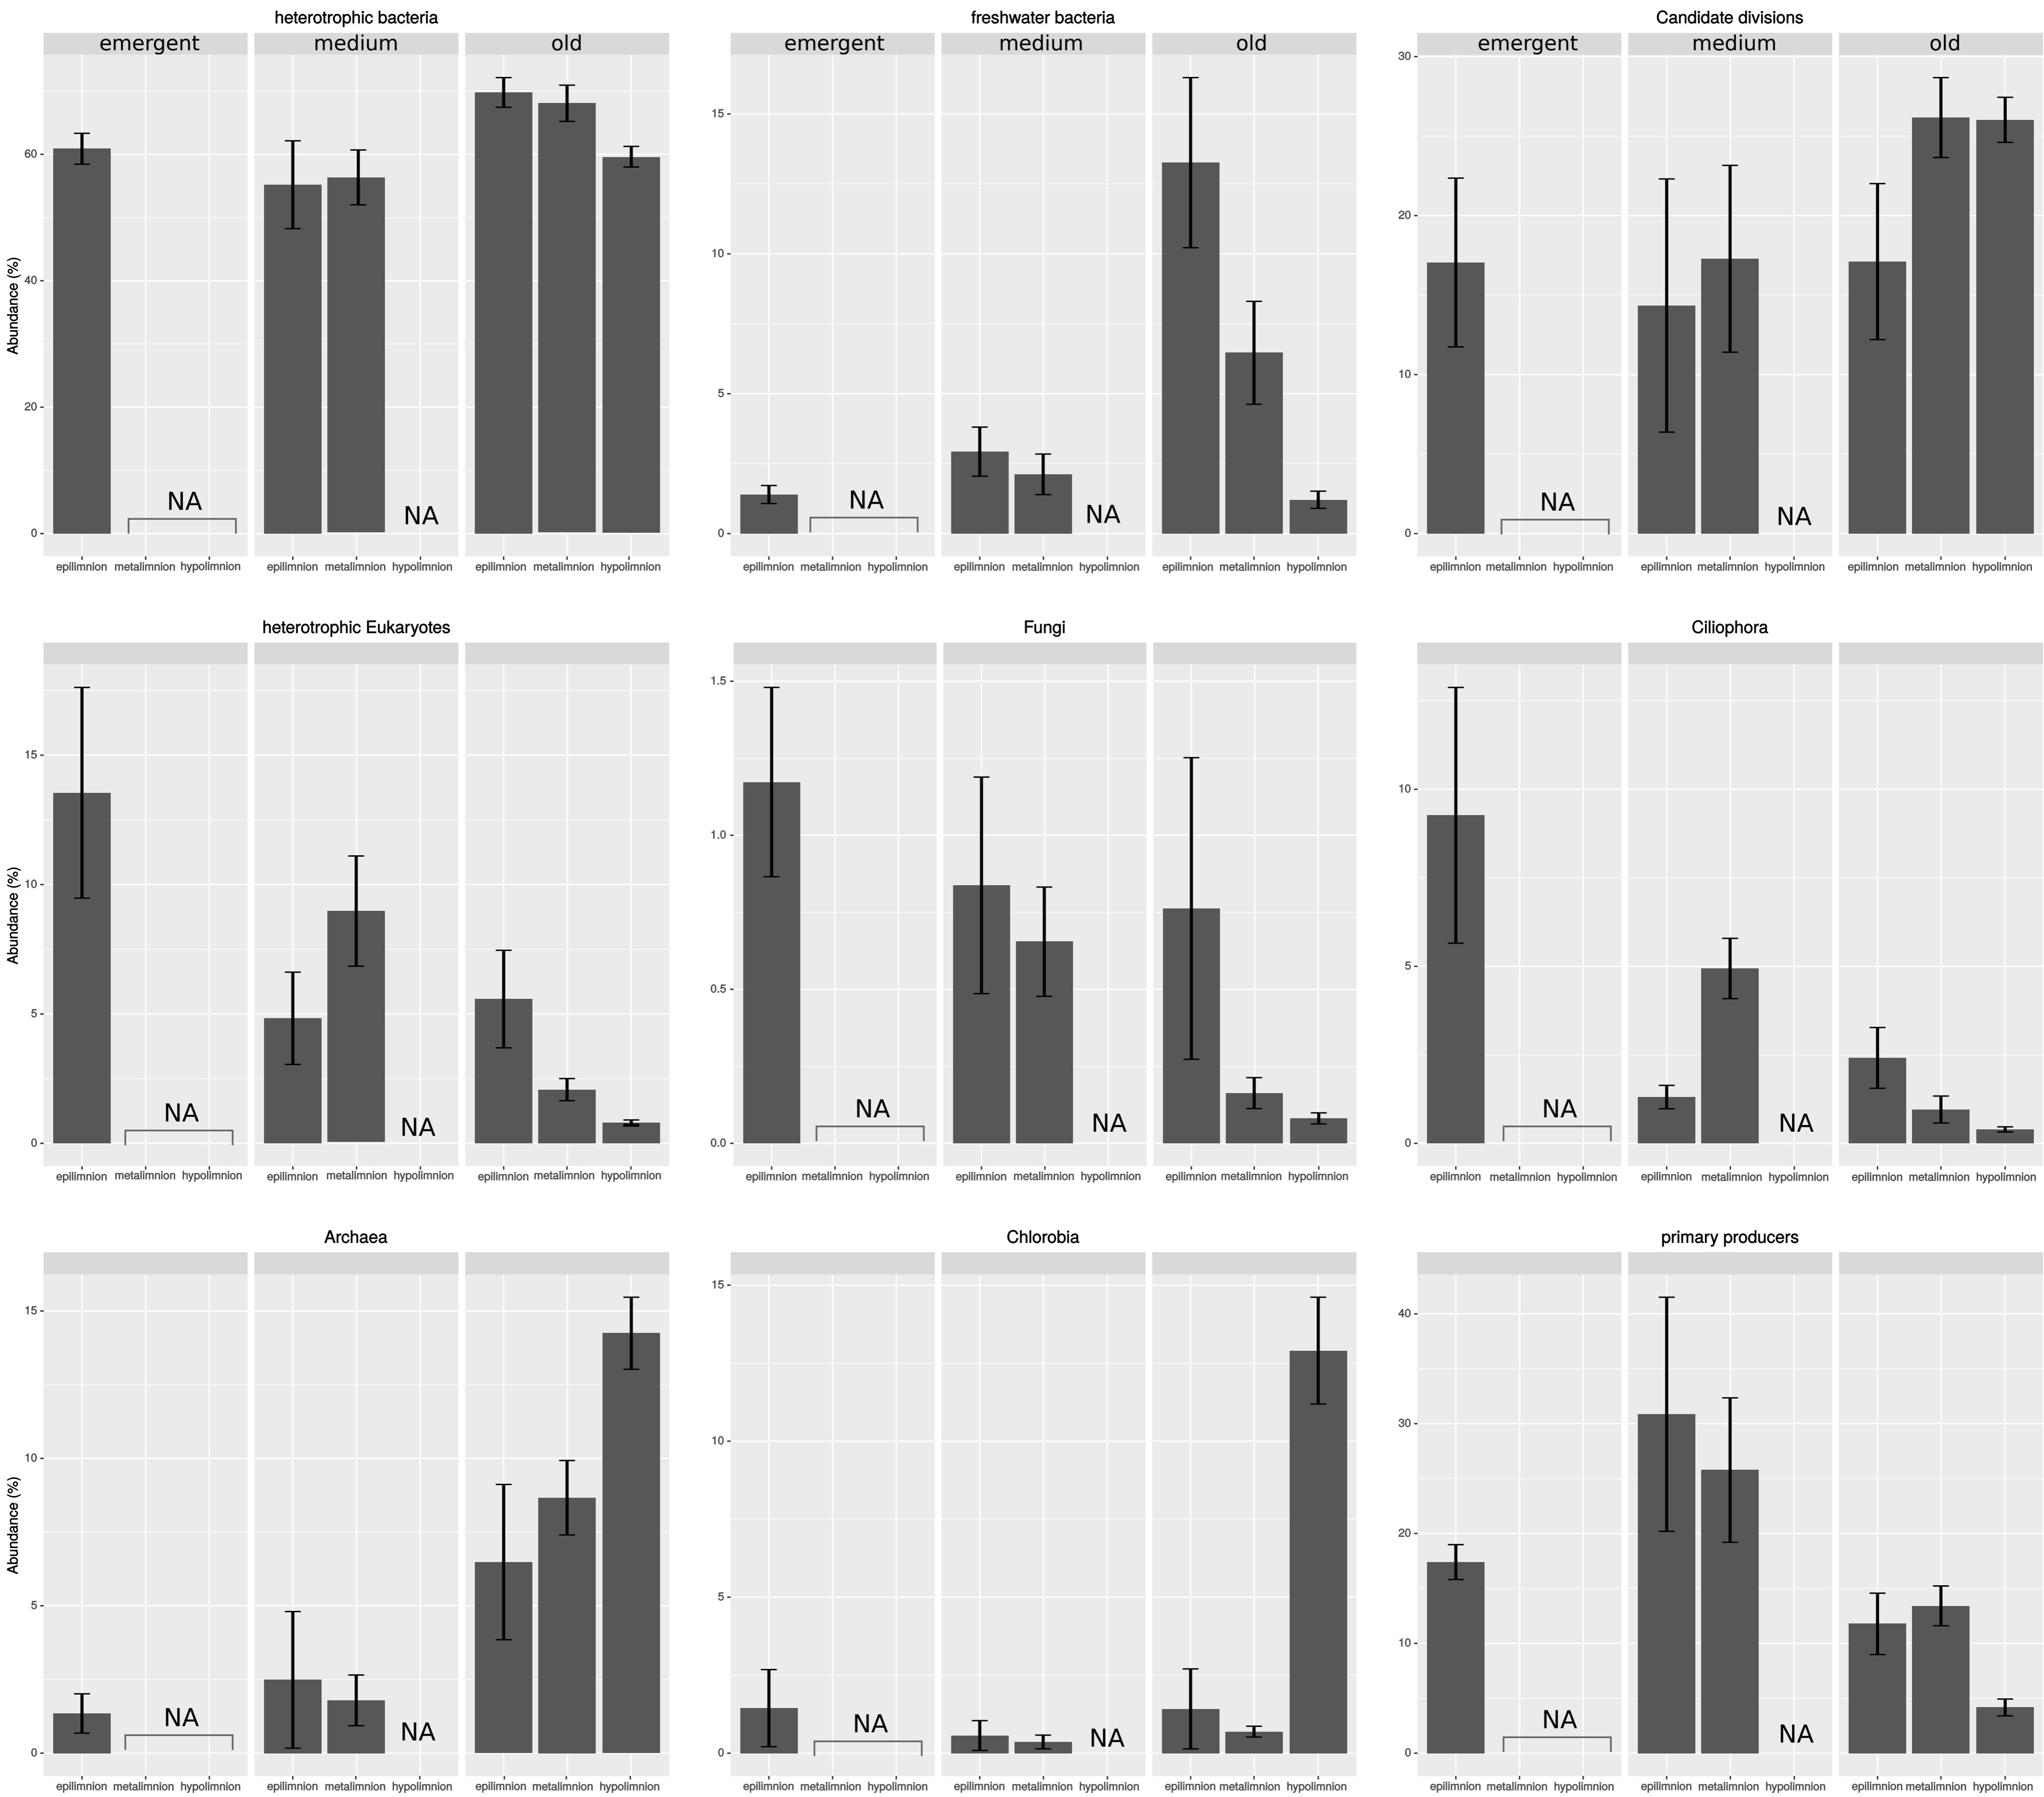 heterotrophic bacteria
emergent medium old
Abundance (%)
60
40
20
0
NA
NA
epilimnion metalimnion hypolimnion epilimnion metalimnion hypolimnion epilimnion metalimnion hypolimnion
freshwater bacteria
emergent medium old
15
10
5
0
NA
NA
epilimnion metalimnion hypolimnion epilimnion metalimnion hypolimnion epilimnion metalimnion hypolimnion
Candidate divisions
emergent medium old
30
20
10
0
NA
NA
epilimnion metalimnion hypolimnion epilimnion metalimnion hypolimnion epilimnion metalimnion hypolimnion
heterotrophic Eukaryotes
Abundance (%)
15
10
5
0
NA
NA
epilimnion metalimnion hypolimnion epilimnion metalimnion hypolimnion epilimnion metalimnion hypolimnion
Fungi
1.5
1.0
0.5
0.0
NA
NA
epilimnion metalimnion hypolimnion epilimnion metalimnion hypolimnion epilimnion metalimnion hypolimnion
Ciliophora
10
5
0
NA
NA
epilimnion metalimnion hypolimnion epilimnion metalimnion hypolimnion epilimnion metalimnion hypolimnion
Archaea
Abundance (%)
15
10
5
0
NA
NA
epilimnion metalimnion hypolimnion epilimnion metalimnion hypolimnion epilimnion metalimnion hypolimnion
Chlorobia
15
10
5
0
NA
NA
epilimnion metalimnion hypolimnion epilimnion metalimnion hypolimnion epilimnion metalimnion hypolimnion
primary producers
40
30
20
10
0
NA
NA
epilimnion metalimnion hypolimnion epilimnion metalimnion hypolimnion epilimnion metalimnion hypolimnion